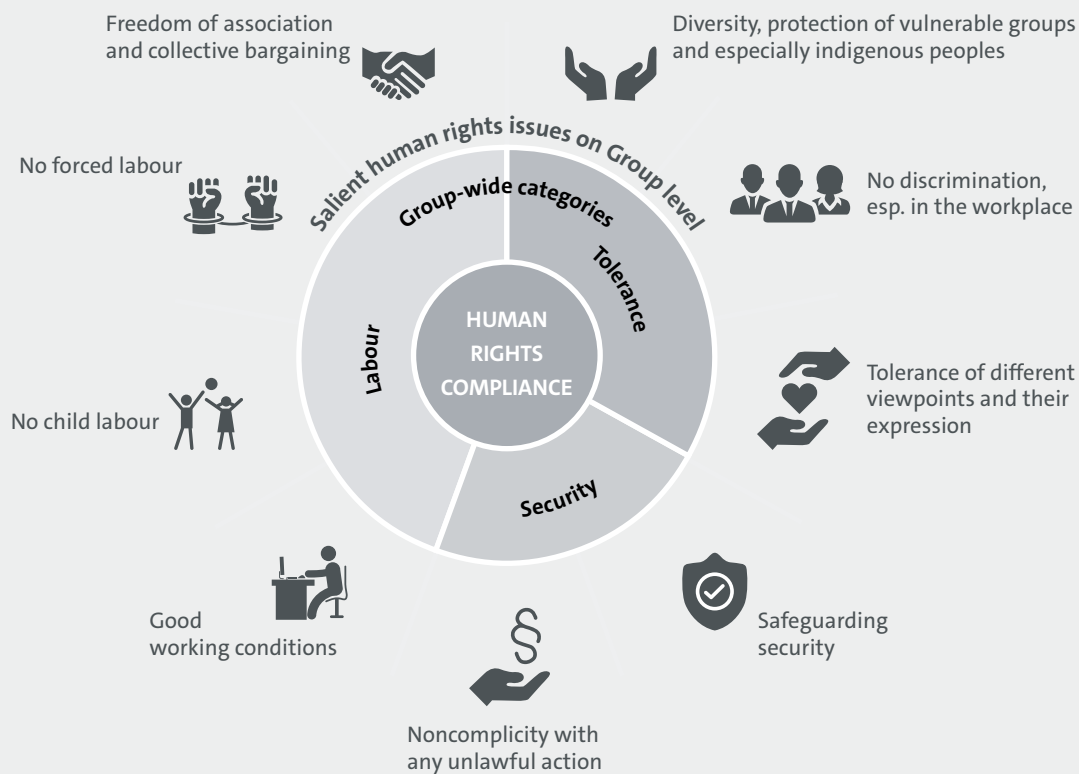 Freedom of association
and collective bargaining
Diversity, protection of vulnerable groups
and especially indigenous peoples
Salient human rights issues on Group level
Group-wide categories
No forced labour
No discrimination,
esp. in the workplace
Tolerance
HUMAN
RIGHTS
COMPLIANCE
Labour
No child labour
Tolerance of different
viewpoints and their
expression
Security
Good
working conditions
§
Safeguarding
security
Noncomplicity with
any unlawful action